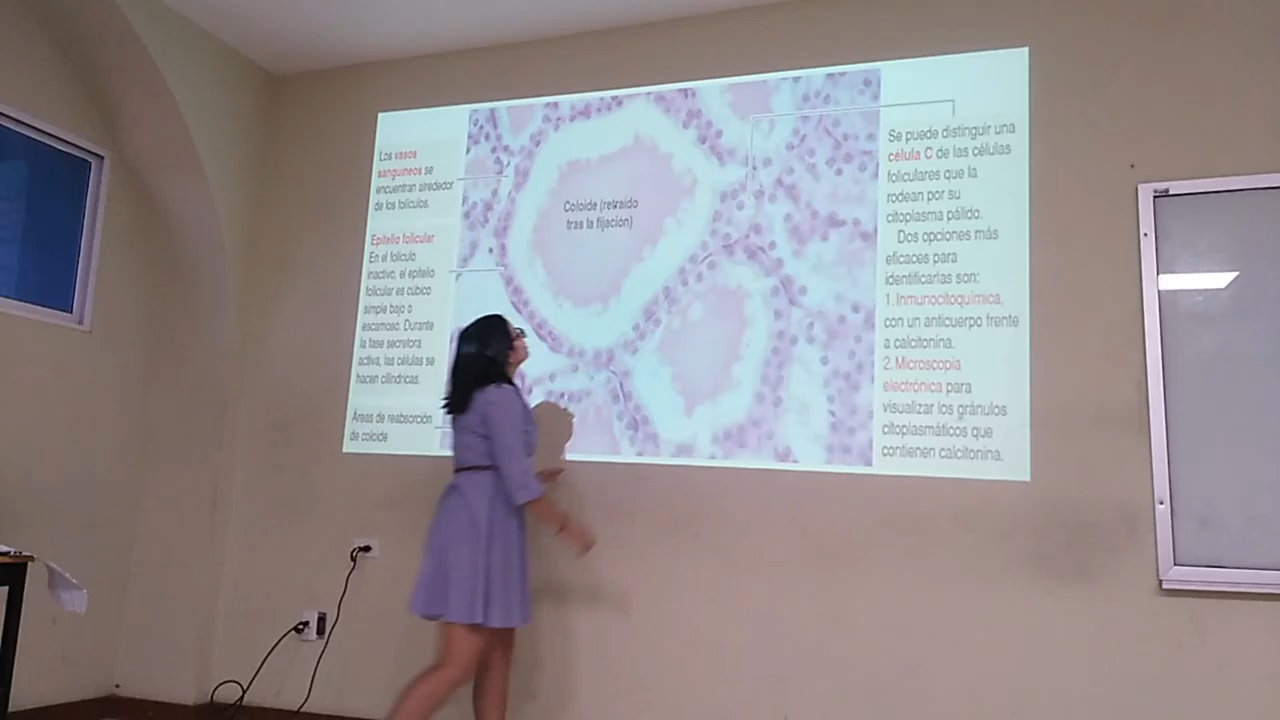 Los vasos
sanguíneos se
encuentran alrededor
de los folículos.
Epitelio folicular
En el folículo
inactivo, el epitelio
folicular es cúbico
simple bajo o
escamoso. Durante
la fase secretora
activa, las células se
hacen cilíndricas.
Áreas de reabsorción
de coloide
Coloide (retraído
tras la fijación)
Se puede distinguir una
célula C de las células
foliculares que la
rodean por su
citoplasma pálido.
Dos opciones más
eficaces para
identificarlas son:
1. Inmunocitoquímica,
con un anticuerpo frente
a calcitonina.
2. Microscopia
electrónica para
visualizar los gránulos
citoplasmáticos que
contienen calcitonina.